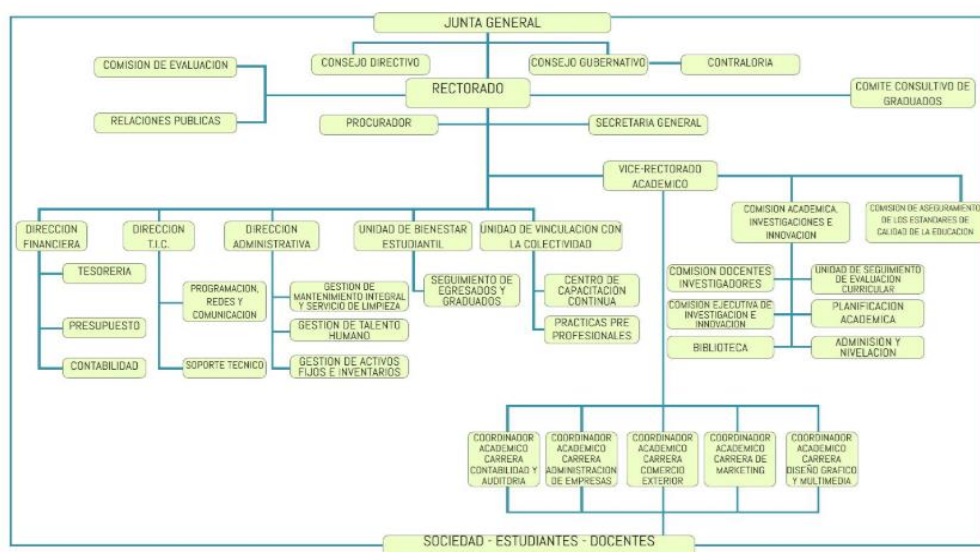 JUNTA GENERAL
CONSEJO DIRECTIVO
CONSEJO GUBERNATIVO
CONTRALORIA
COMISION DE EVALUACION
RECTORADO
COMITE CONSULTIVO DE
GRADUADOS
RELACIONES PUBLICAS
PROCURADOR
SECRETARIA GENERAL
VICE-RECTORADO
ACADEMICO
DIRECCION
FINANCIERA
DIRECCION
T.I.C.
DIRECCION
ADMINISTRATIVA
UNIDAD DE BIENESTAR
ESTUDIANTIL
UNIDAD DE VINCULACION CON
LA COLECTIVIDAD
COMISION ACADEMICA,
INVESTIGACIONES E
INNOVACION
COMISION DE ASEGURAMIENTO
DE LOS ESTANDARES DE
CALIDAD DE LA EDUCACION
TESORERIA
PRESUPUESTO
CONTABILIDAD
PROGRAMACION,
REDES Y
COMUNICACION
SOPORTE TECNICO
GESTION DE
MANTENIMIENTO INTEGRAL
Y SERVICIO DE LIMPIEZA
GESTION DE TALENTO
HUMANO
GESTION DE ACTIVOS
FIJOS E INVENTARIOS
SEGUIMIENTO DE
EGRESADOS Y
GRADUADOS
CENTRO DE
CAPACITACION
CONTINUA
PRACTICAS PRE
PROFESIONALES
COMISION DOCENTES
INVESTIGADORES
UNIDAD DE SEGUIMIENTO
DE EVALUACION
CURRICULAR
COMISION EJECUTIVA DE
INVESTIGACION E
INNOVACION
PLANIFICACION
ACADEMICA
BIBLIOTECA
ADMINISION Y
NIVELACION
COORDINADOR
ACADEMICO
CARRERA
CONTABILIDAD Y
AUDITORIA
COORDINADOR
ACADEMICO
CARRERA
ADMINISTRACION
DE EMPRESAS
COORDINADOR
ACADEMICO
CARRERA
COMERCIO
EXTERIOR
COORDINADOR
ACADEMICO
CARRERA DE
MARKETING
COORDINADOR
ACADEMICO
CARRERA
DISEÑO GRAFICO
Y MULTIMEDIA
SOCIEDAD - ESTUDIANTES - DOCENTES